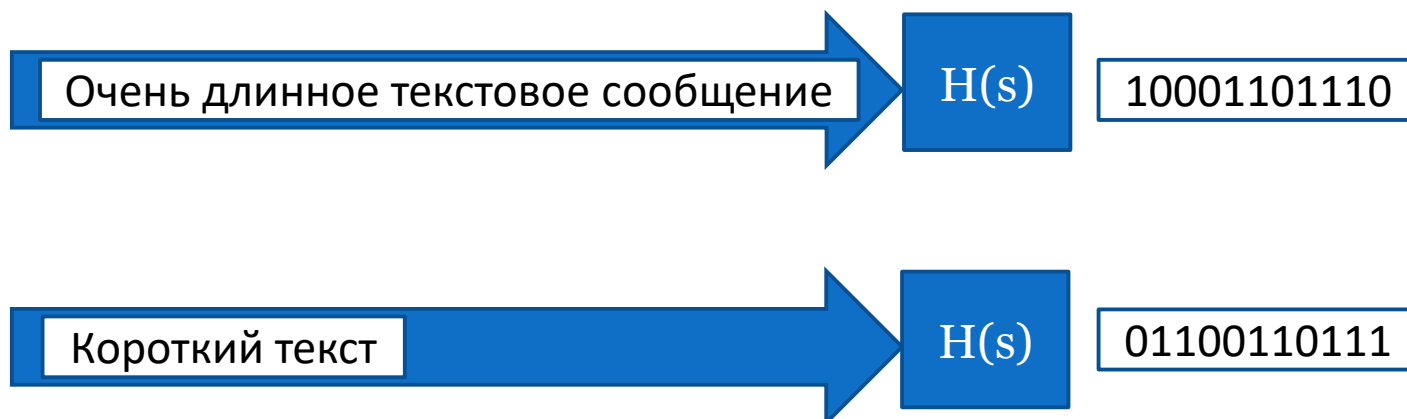 Очень длинное текстовое сообщение H(s) 10001101110
Короткий текст H(s) 01100110111